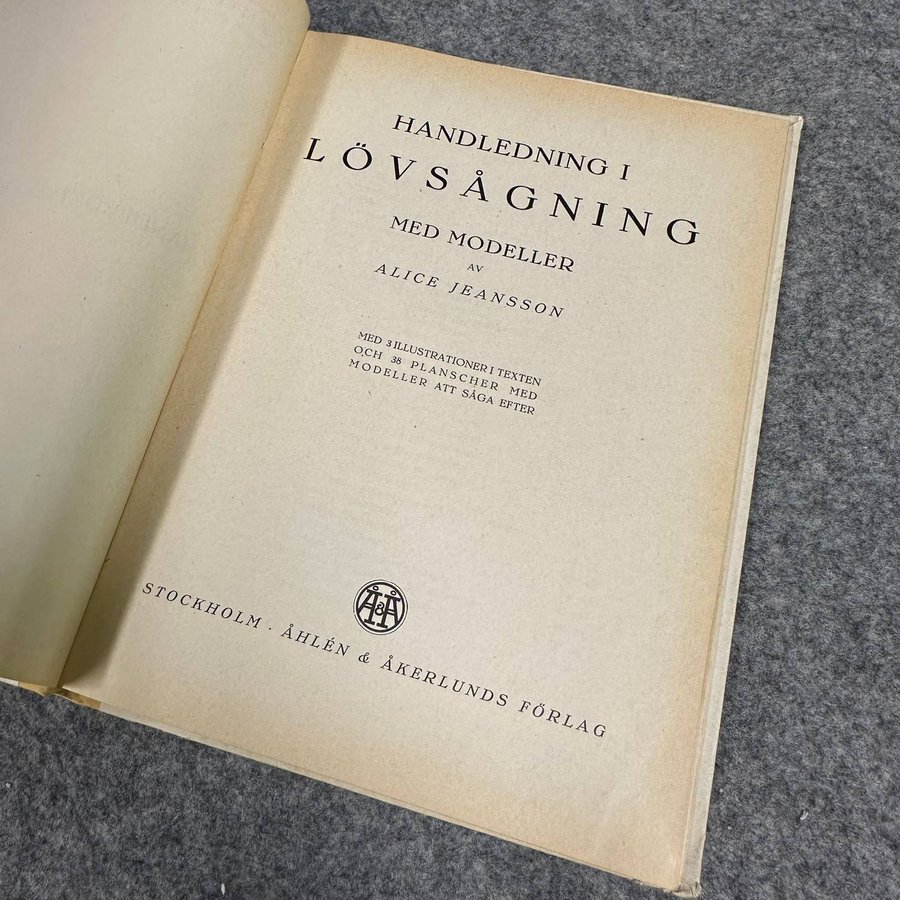 HANDLEDNING I
LÖVSÅGNING
MED MODELLER
AV
ALICE JEANSSON
MED 3 ILLUSTRATIONER I TEXTEN
OCH 38 PLANSCHER MED
MODELLER ATT SÅGA EFTER
Å&Å
STOCKHOLM · ÅHLÉN & ÅKERLUNDS FÖRLAG